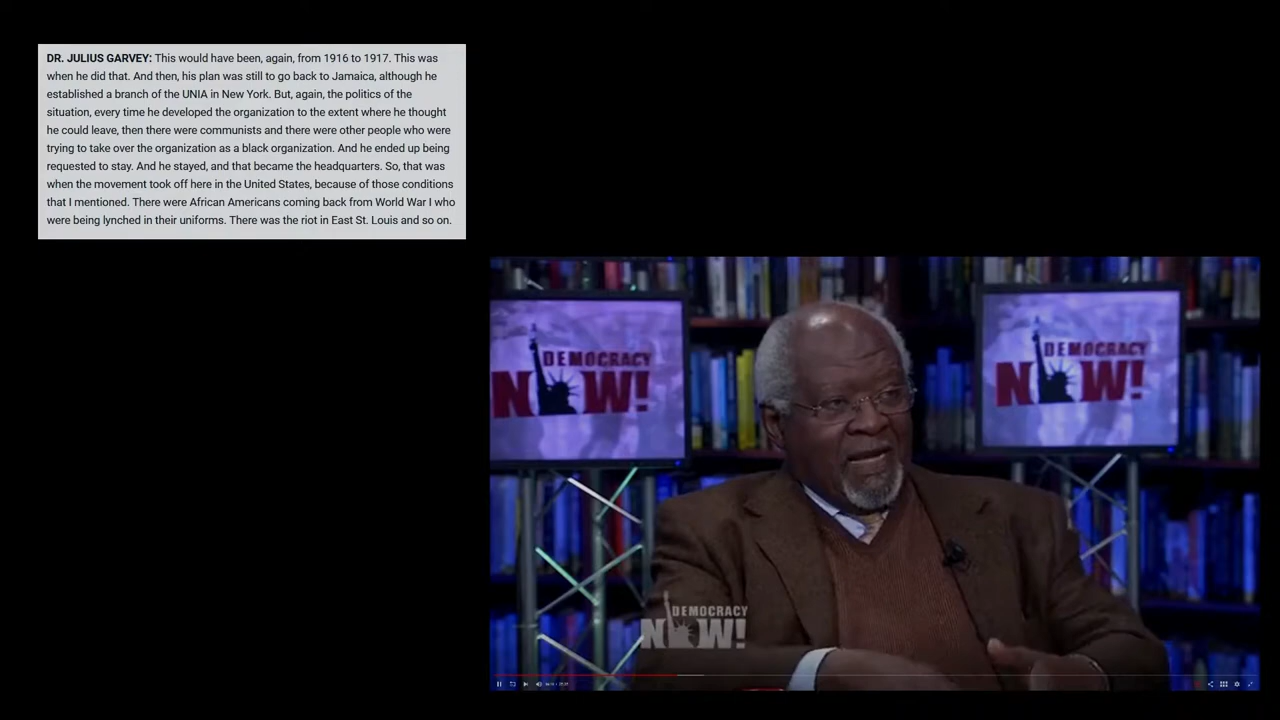 DR. JULIUS GARVEY: This would have been, again, from 1916 to 1917. This was
when he did that. And then, his plan was still to go back to Jamaica, although he
established a branch of the UNIA in New York. But, again, the politics of the
situation, every time he developed the organization to the extent where he thought
he could leave, then there were communists and there were other people who were
trying to take over the organization as a black organization. And he ended up being
requested to stay. And he stayed, and that became the headquarters. So, that was
when the movement took off here in the United States, because of those conditions
that I mentioned. There were African Americans coming back from World War I who
were being lynched in their uniforms. There was the riot in East St. Louis and so on.
DEMOCRACY
NOW!
DEMOCRACY
NOW!
DEMOCRACY
NOW!